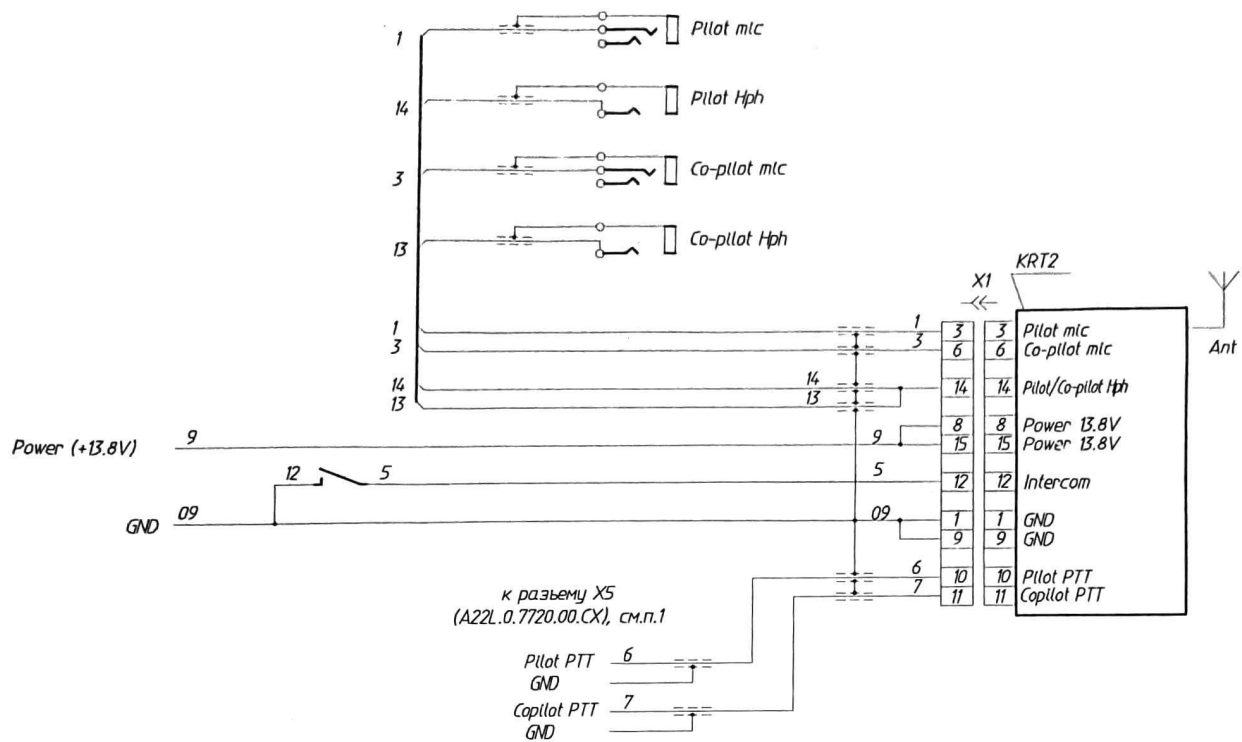 1 Pilot mic
14 Pilot Hph
3 Co-pilot mic
13 Co-pilot Hph
KRT2
X1
Ant
1 1 3 3 Pilot mic
3 3 6 6 Co-pilot mic
14 14 14 14 Pilot/Co-pilot Hph
13 13
8 8 Power 13.8V
Power (+13.8V) 9 9 15 15 Power 13.8V
12 5 5 12 12 Intercom
GND 09 09 1 1 GND
9 9 GND
6 10 10 Pilot PTT
7 11 11 Copilot PTT
к разьему X5
(A22L.0.7720.00.CX), см.п.1
Pilot PTT 6
GND
Copilot PTT 7
GND